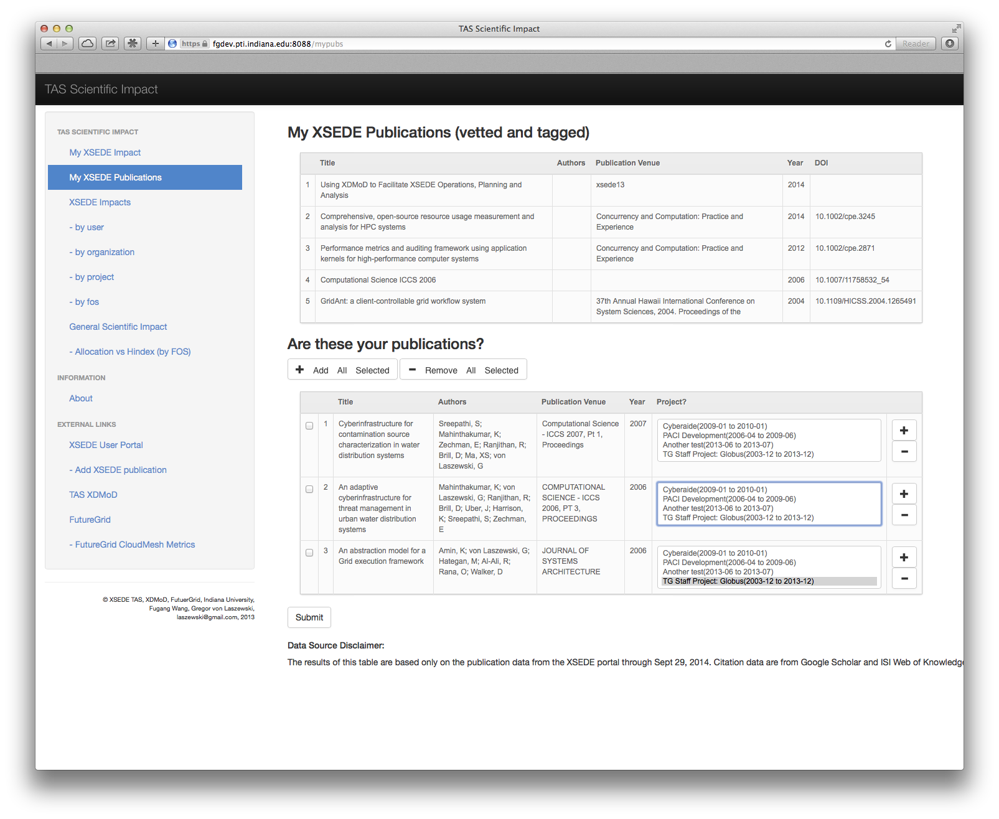 TAS Scientific Impact
https fgdev.pti.indiana.edu:8088/mypubs
Reader
TAS Scientific Impact
TAS SCIENTIFIC IMPACT
My XSEDE Impact
My XSEDE Publications
XSEDE Impacts
- by user
- by organization
- by project
- by fos
General Scientific Impact
- Allocation vs Hindex (by FOS)
INFORMATION
About
EXTERNAL LINKS
XSEDE User Portal
- Add XSEDE publication
TAS XDMoD
FutureGrid
- FutureGrid CloudMesh Metrics
© XSEDE TAS, XDMoD, FutuerGrid, Indiana University,
Fugang Wang, Gregor von Laszewski,
laszewski@gmail.com, 2013
My XSEDE Publications (vetted and tagged)
Title Authors Publication Venue Year DOI
1 Using XDMoD to Facilitate XSEDE Operations, Planning and xsede13 2014
Analysis
2 Comprehensive, open-source resource usage measurement and Concurrency and Computation: Practice and 2014 10.1002/cpe.3245
analysis for HPC systems Experience
3 Performance metrics and auditing framework using application Concurrency and Computation: Practice and 2012 10.1002/cpe.2871
kernels for high-performance computer systems Experience
4 Computational Science ICCS 2006 2006 10.1007/11758532_54
5 GridAnt: a client-controllable grid workflow system 37th Annual Hawaii International Conference on 2004 10.1109/HICSS.2004.1265491
System Sciences, 2004. Proceedings of the
Are these your publications?
+ Add All Selected − Remove All Selected
Title Authors Publication Venue Year Project?
1
Cyberinfrastructure for
contamination source
characterization in water
distribution systems
Sreepathi, S;
Mahinthakumar, K;
Zechman, E; Ranjithan, R;
Brill, D; Ma, XS; von
Laszewski, G
Computational Science
- ICCS 2007, Pt 1,
Proceedings
2007
Cyberaide(2009-01 to 2010-01)
PACI Development(2006-04 to 2009-06)
Another test(2013-06 to 2013-07)
TG Staff Project: Globus(2003-12 to 2013-12)
+
−
2
An adaptive
cyberinfrastructure for
threat management in
urban water distribution
systems
Mahinthakumar, K; von
Laszewski, G; Ranjithan, R;
Brill, D; Uber, J; Harrison,
K; Sreepathi, S; Zechman,
E
COMPUTATIONAL
SCIENCE - ICCS
2006, PT 3,
PROCEEDINGS
2006
Cyberaide(2009-01 to 2010-01)
PACI Development(2006-04 to 2009-06)
Another test(2013-06 to 2013-07)
TG Staff Project: Globus(2003-12 to 2013-12)
+
−
3
An abstraction model for a
Grid execution framework
Amin, K; von Laszewski, G;
Hategan, M; Al-Ali, R;
Rana, O; Walker, D
JOURNAL OF
SYSTEMS
ARCHITECTURE
2006
Cyberaide(2009-01 to 2010-01)
PACI Development(2006-04 to 2009-06)
Another test(2013-06 to 2013-07)
TG Staff Project: Globus(2003-12 to 2013-12)
+
−
Submit
Data Source Disclaimer:
The results of this table are based only on the publication data from the XSEDE portal through Sept 29, 2014. Citation data are from Google Scholar and ISI Web of Knowledge